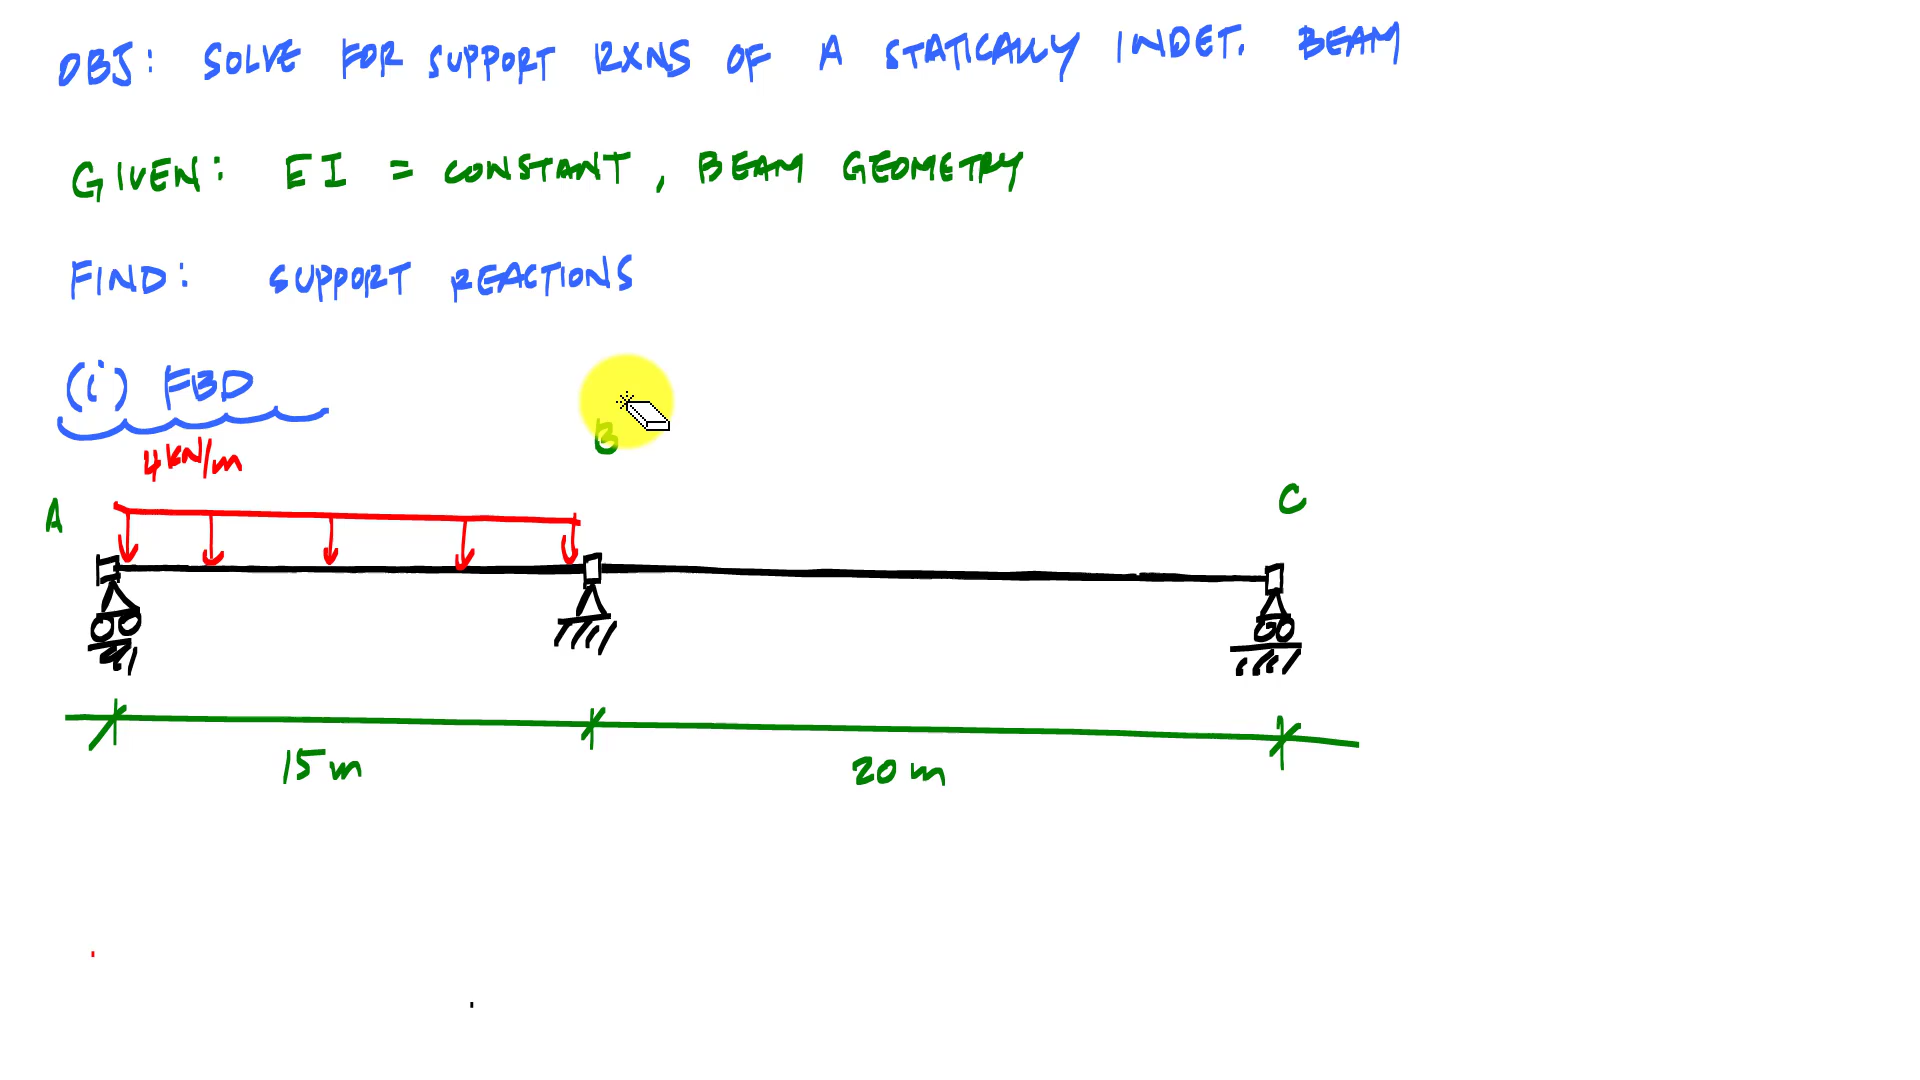 OBJ: SOLVE FOR SUPPORT RXNS OF A STATICALLY INDET. BEAM
GIVEN: EI = CONSTANT, BEAM GEOMETRY
FIND: SUPPORT REACTIONS
(i) FBD
4 KN/m
A
B
C
15 m
20 m